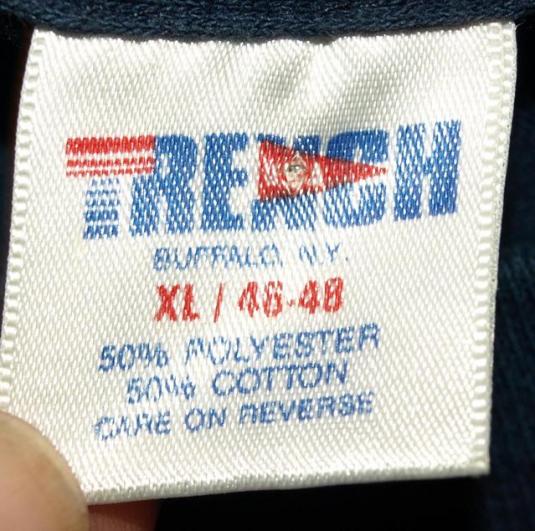 TRENCH
BUFFALO, N.Y.
XL / 46-48
50% POLYESTER
50% COTTON
CARE ON REVERSE